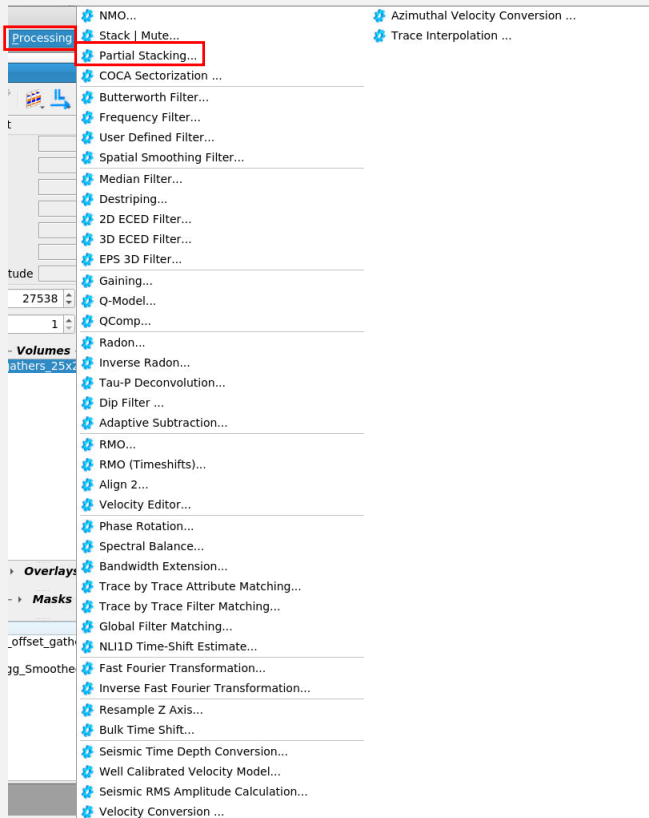 Processing
t
tude
27538
1
Volumes
athers_25x2
Overlays
Masks
_offset_gath
gg_Smoothe
NMO...
Stack | Mute...
Partial Stacking...
COCA Sectorization ...
Butterworth Filter...
Frequency Filter...
User Defined Filter...
Spatial Smoothing Filter...
Median Filter...
Destriping...
2D ECED Filter...
3D ECED Filter...
EPS 3D Filter...
Gaining...
Q-Model...
QComp...
Radon...
Inverse Radon...
Tau-P Deconvolution...
Dip Filter ...
Adaptive Subtraction...
RMO...
RMO (Timeshifts)...
Align 2...
Velocity Editor...
Phase Rotation...
Spectral Balance...
Bandwidth Extension...
Trace by Trace Attribute Matching...
Trace by Trace Filter Matching...
Global Filter Matching...
NLI1D Time-Shift Estimate...
Fast Fourier Transformation...
Inverse Fast Fourier Transformation...
Resample Z Axis...
Bulk Time Shift...
Seismic Time Depth Conversion...
Well Calibrated Velocity Model...
Seismic RMS Amplitude Calculation...
Velocity Conversion ...
Azimuthal Velocity Conversion ...
Trace Interpolation ...